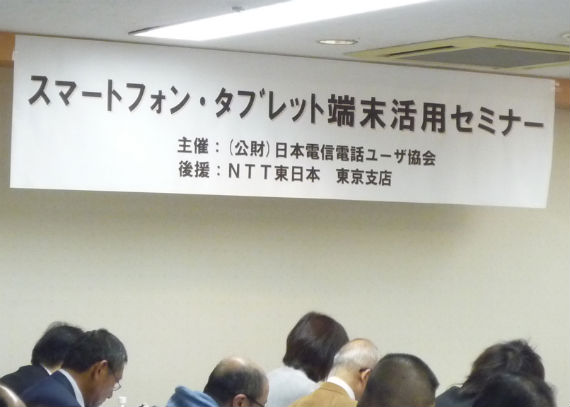 スマートフォン・タブレット端末活用セミナー
主催：(公財)日本電信電話ユーザ協会
後援：ＮＴＴ東日本　東京支店